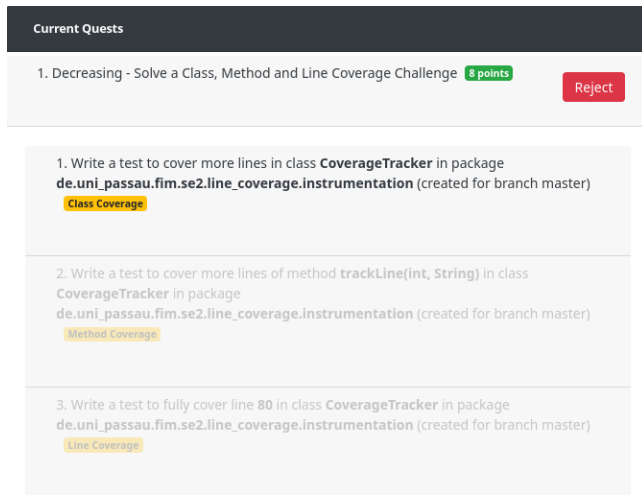 Current Quests
1. Decreasing - Solve a Class, Method and Line Coverage Challenge 8 points
Reject
1. Write a test to cover more lines in class CoverageTracker in package
de.uni_passau.fim.se2.line_coverage.instrumentation (created for branch master)
Class Coverage
2. Write a test to cover more lines of method trackLine(int, String) in class
CoverageTracker in package
de.uni_passau.fim.se2.line_coverage.instrumentation (created for branch master)
Method Coverage
3. Write a test to fully cover line 80 in class CoverageTracker in package
de.uni_passau.fim.se2.line_coverage.instrumentation (created for branch master)
Line Coverage